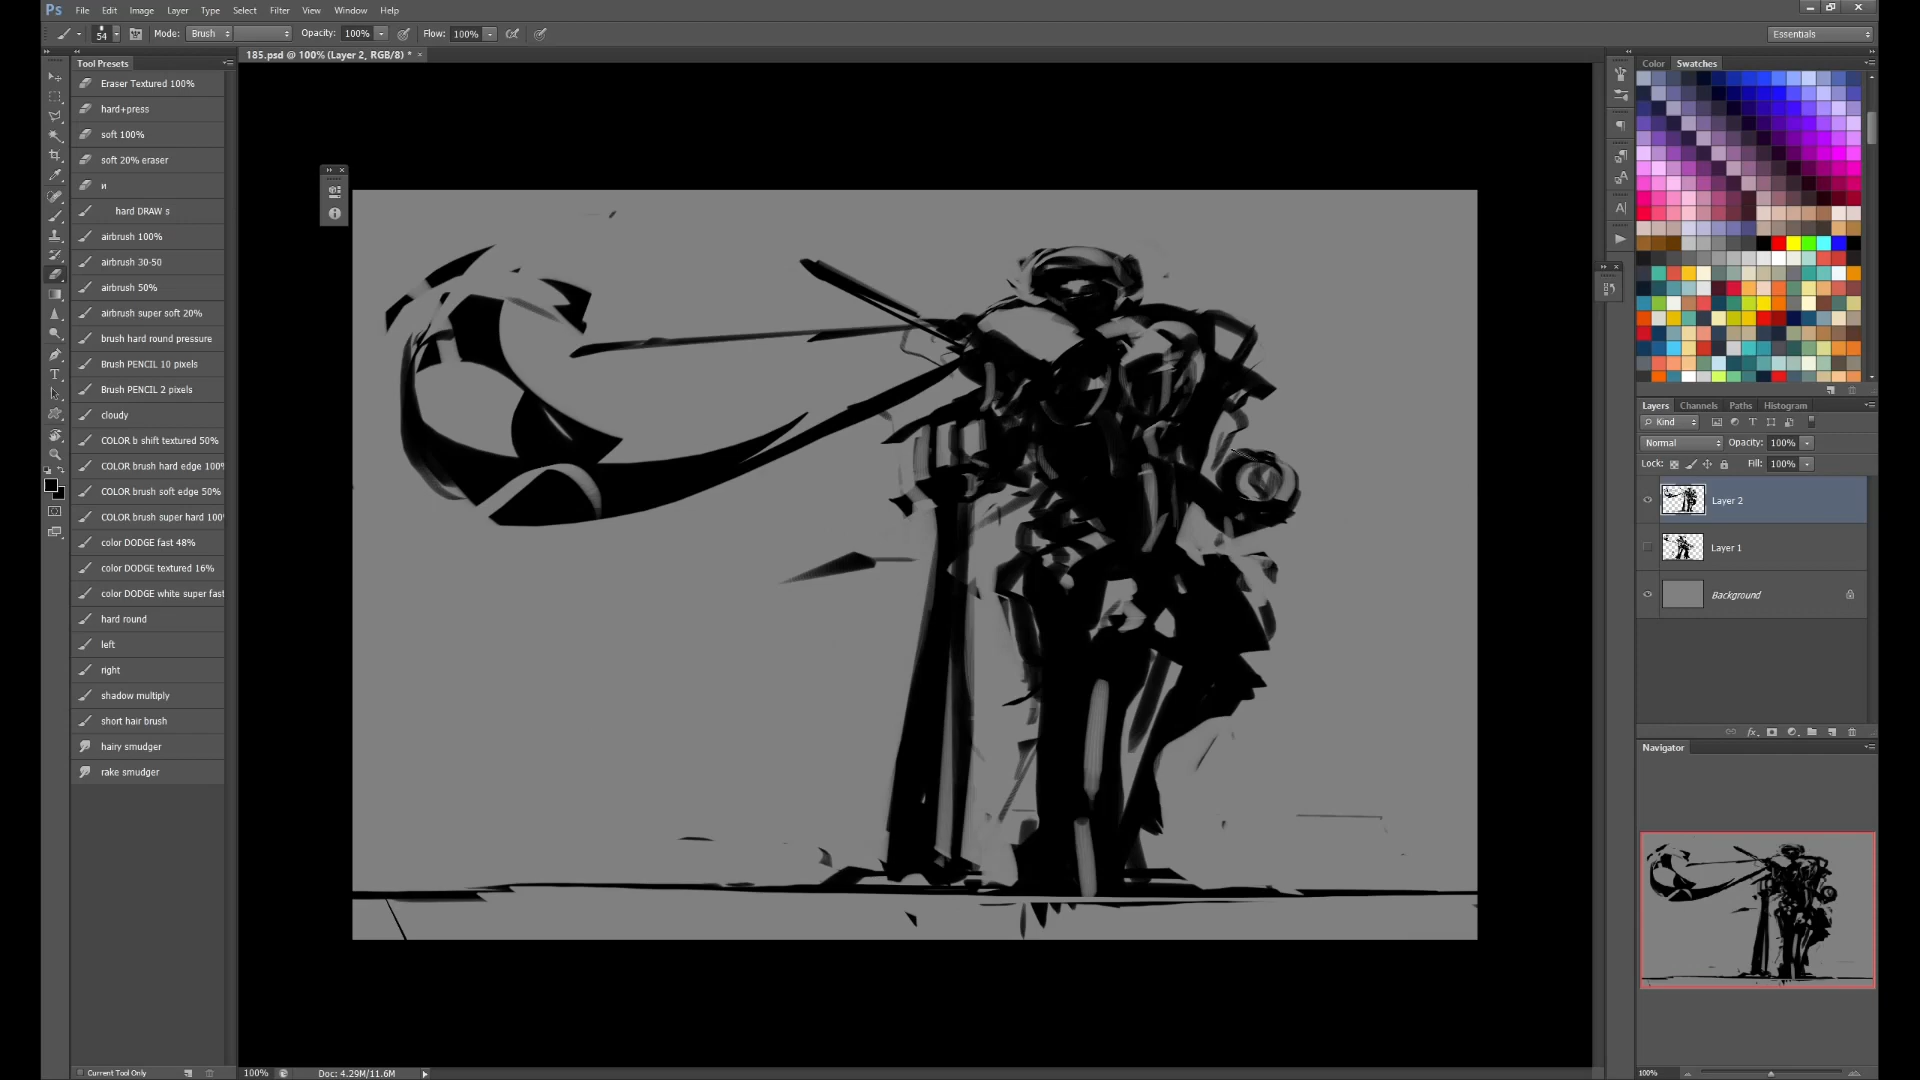 Ps File Edit Image Layer Type Select Filter View Window Help
54 Mode: Brush Opacity: 100% Flow: 100% Essentials
185.psd @ 100% (Layer 2, RGB/8) * ×
Tool Presets
Eraser Textured 100%
hard+press
soft 100%
soft 20% eraser
и
hard DRAW s
airbrush 100%
airbrush 30-50
airbrush 50%
airbrush super soft 20%
brush hard round pressure
Brush PENCIL 10 pixels
Brush PENCIL 2 pixels
cloudy
COLOR b shift textured 50%
COLOR brush hard edge 100%
COLOR brush soft edge 50%
COLOR brush super hard 100%
color DODGE fast 48%
color DODGE textured 16%
color DODGE white super fast
hard round
left
right
shadow multiply
short hair brush
hairy smudger
rake smudger
Current Tool Only
100% Doc: 4.29M/11.6M
Color Swatches
Layers Channels Paths Histogram
Kind
Normal Opacity: 100%
Lock: Fill: 100%
Layer 2
Layer 1
Background
Navigator
100%